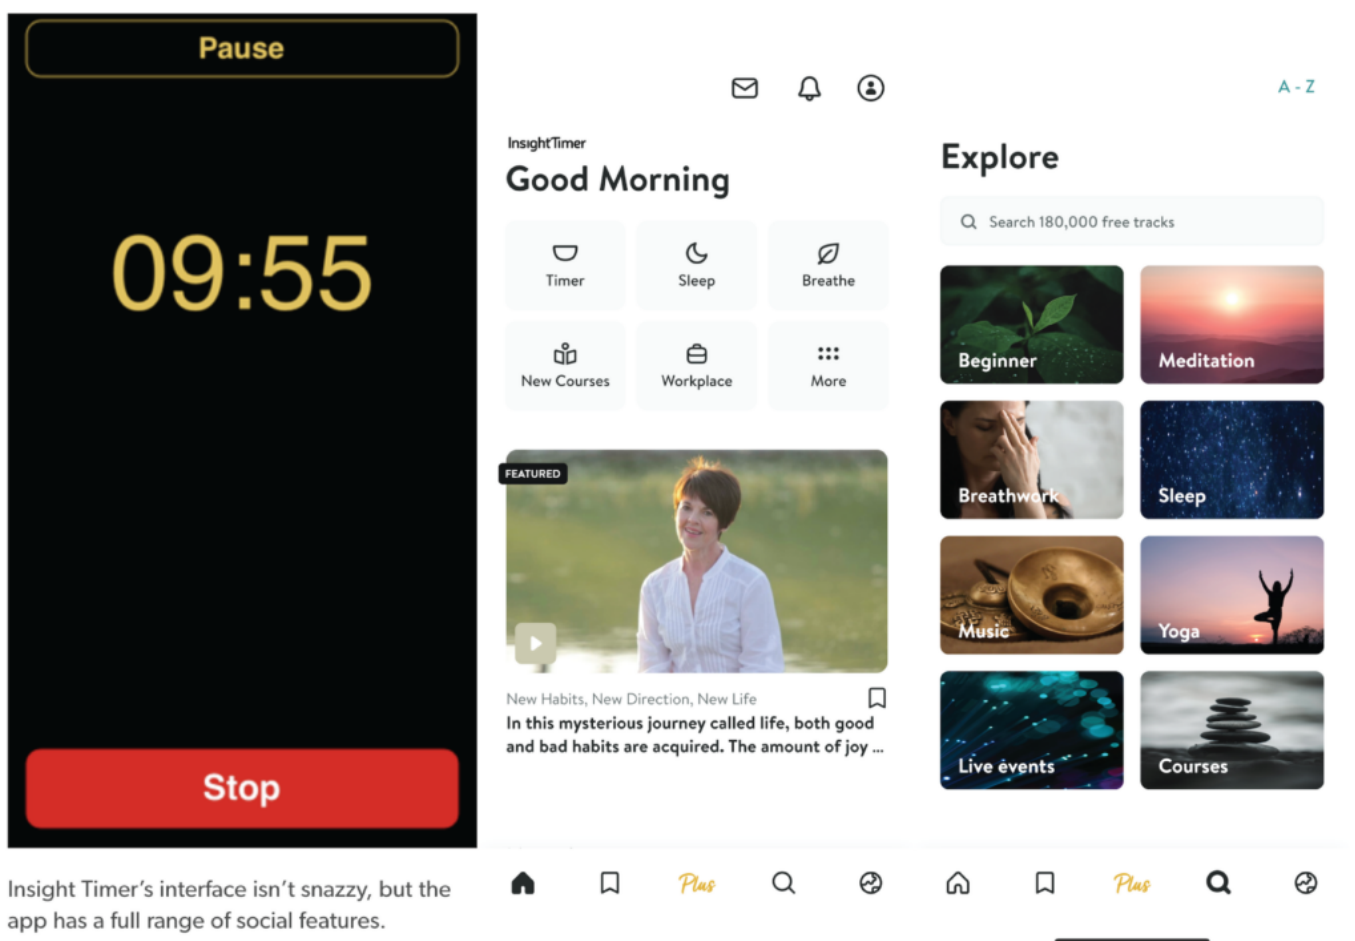 Pause
09:55
Stop
Insight Timer's interface isn't snazzy, but the
app has a full range of social features.
InsightTimer
Good Morning
Timer
Sleep
Breathe
New Courses
Workplace
More
FEATURED
New Habits, New Direction, New Life
In this mysterious journey called life, both good
and bad habits are acquired. The amount of joy ...
Plus
A - Z
Explore
Search 180,000 free tracks
Beginner
Meditation
Breathwork
Sleep
Music
Yoga
Live events
Courses
Plus